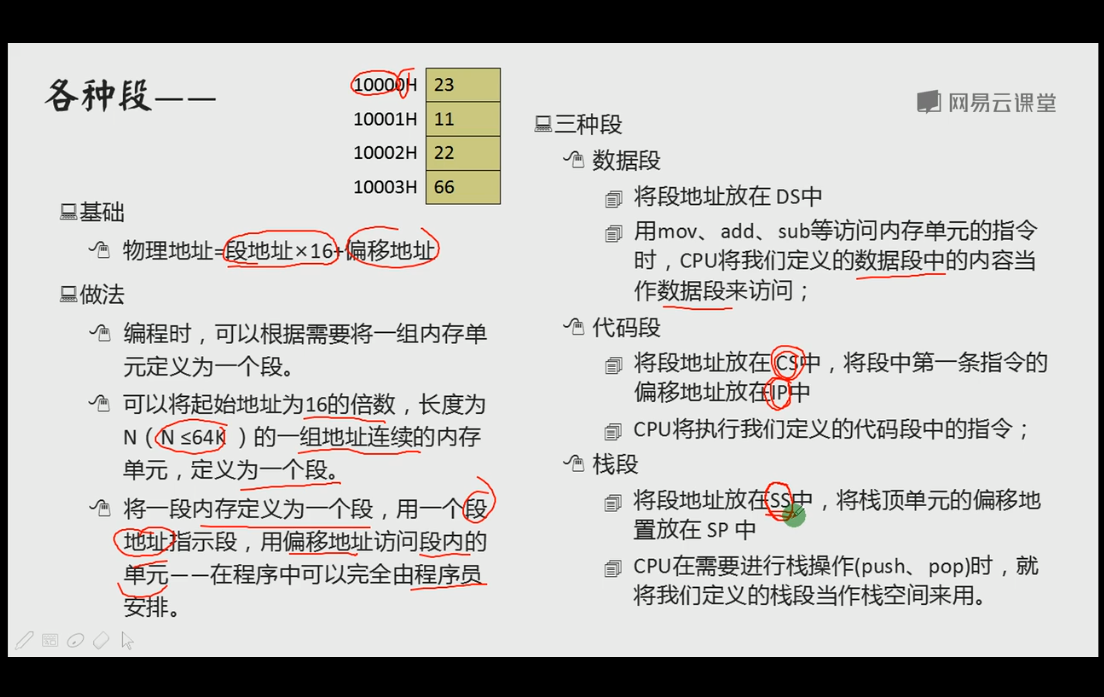 各种段——
10000H 23
10001H 11
10002H 22
10003H 66
网易云课堂
基础
物理地址=段地址×16+偏移地址
做法
编程时，可以根据需要将一组内存单
元定义为一个段。
可以将起始地址为16的倍数，长度为
N（N ≤64K ）的一组地址连续的内存
单元，定义为一个段。
将一段内存定义为一个段，用一个段
地址指示段，用偏移地址访问段内的
单元——在程序中可以完全由程序员
安排。
三种段
数据段
将段地址放在 DS中
用mov、add、sub等访问内存单元的指令
时，CPU将我们定义的数据段中的内容当
作数据段来访问；
代码段
将段地址放在 CS中，将段中第一条指令的
偏移地址放在IP中
CPU将执行我们定义的代码段中的指令；
栈段
将段地址放在SS中，将栈顶单元的偏移地
置放在 SP 中
CPU在需要进行栈操作(push、pop)时，就
将我们定义的栈段当作栈空间来用。